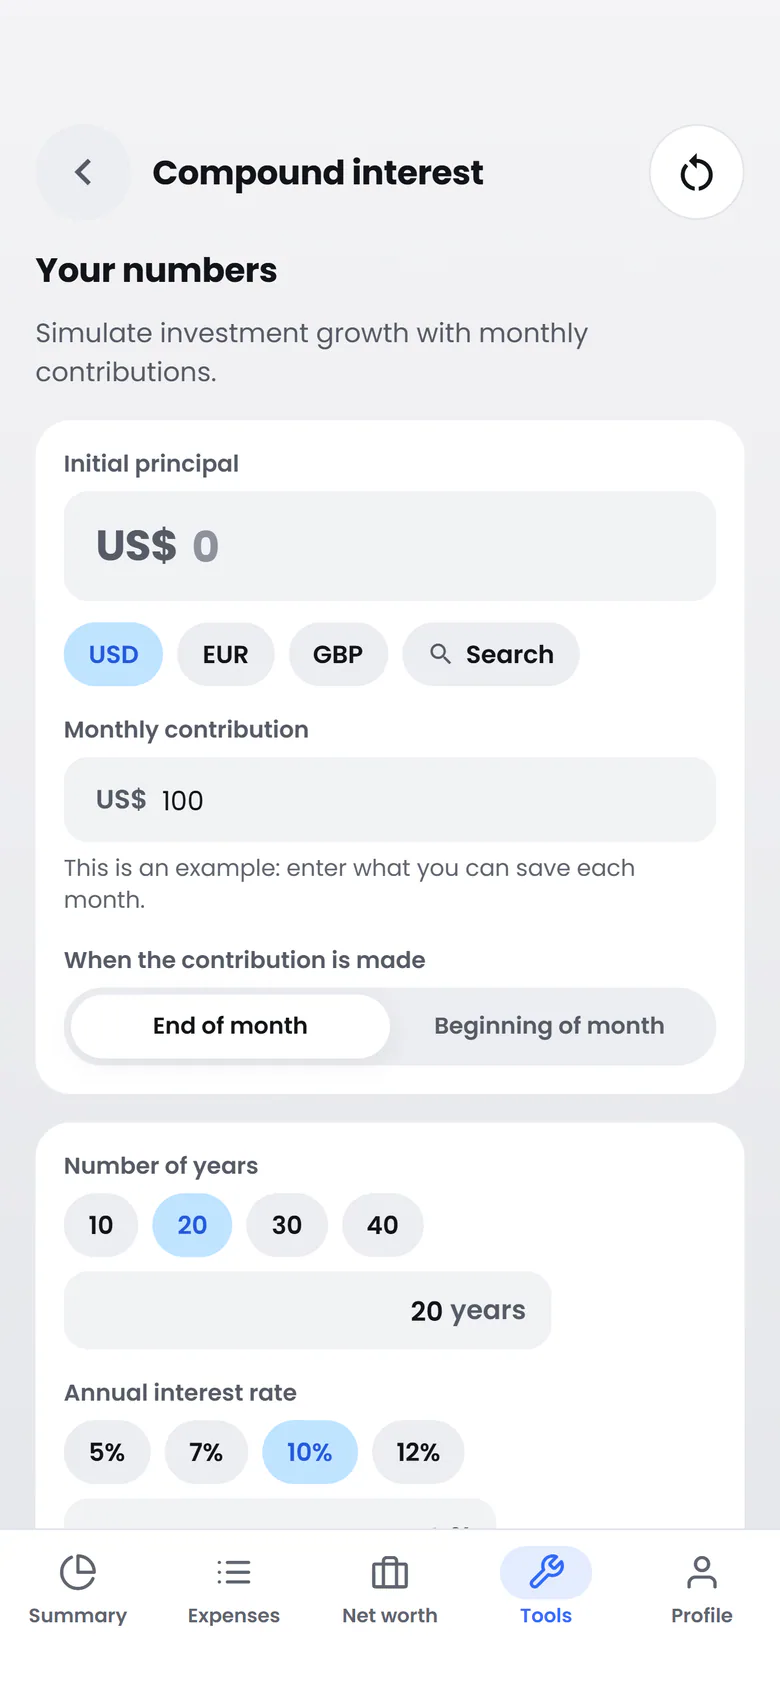 Compound interest
Your numbers
Simulate investment growth with monthly
contributions.
Initial principal
US$ 0
USD EUR GBP Search
Monthly contribution
US$ 100
This is an example: enter what you can save each
month.
When the contribution is made
End of month Beginning of month
Number of years
10 20 30 40
20 years
Annual interest rate
5% 7% 10% 12%
Summary Expenses Net worth Tools Profile